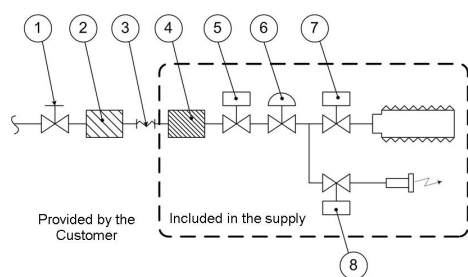 1 2 3 4 5 6 7
Provided by the
Customer
Included in the supply
8